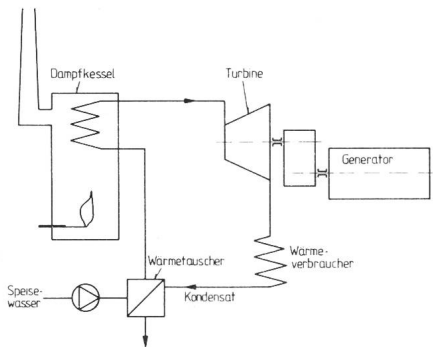 Dampfkessel
Turbine
Generator
Wärme-
verbraucher
Wärmetauscher
Speise-
wasser
Kondensat